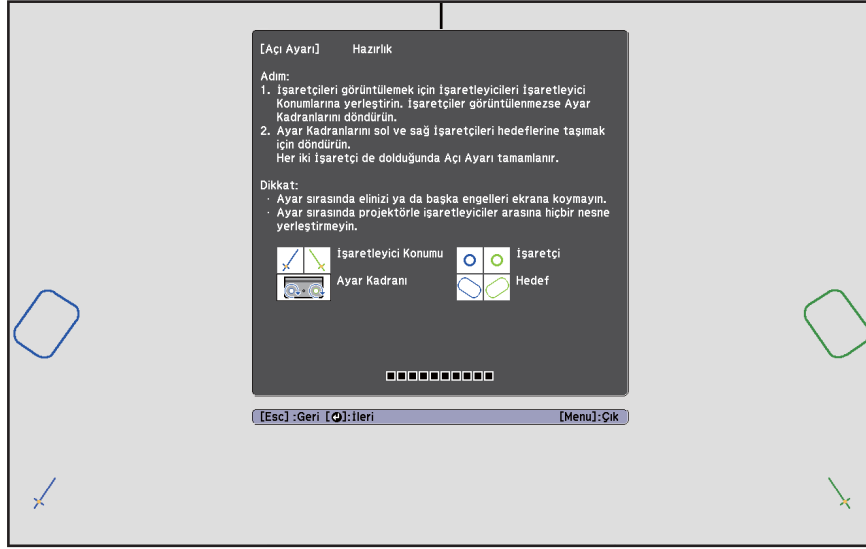 [Açı Ayarı] Hazırlık
Adım:
1. İşaretçileri görüntülemek için İşaretleyicileri İşaretleyici
Konumlarına yerleştirin. İşaretçiler görüntülenmezse Ayar
Kadranlarını döndürün.
2. Ayar Kadranlarını sol ve sağ İşaretçileri hedeflerine taşımak
için döndürün.
Her iki İşaretçi de dolduğunda Açı Ayarı tamamlanır.
Dikkat:
· Ayar sırasında elinizi ya da başka engelleri ekrana koymayın.
· Ayar sırasında projektörle işaretleyiciler arasına hiçbir nesne
yerleştirmeyin.
İşaretleyici Konumu
İşaretçi
Ayar Kadranı
Hedef
[Esc] :Geri [⏎]:İleri [Menu]:Çık